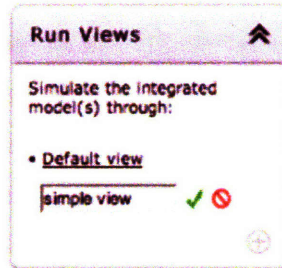 Run Views
Simulate the integrated
model(s) through:
• Default view
simple view